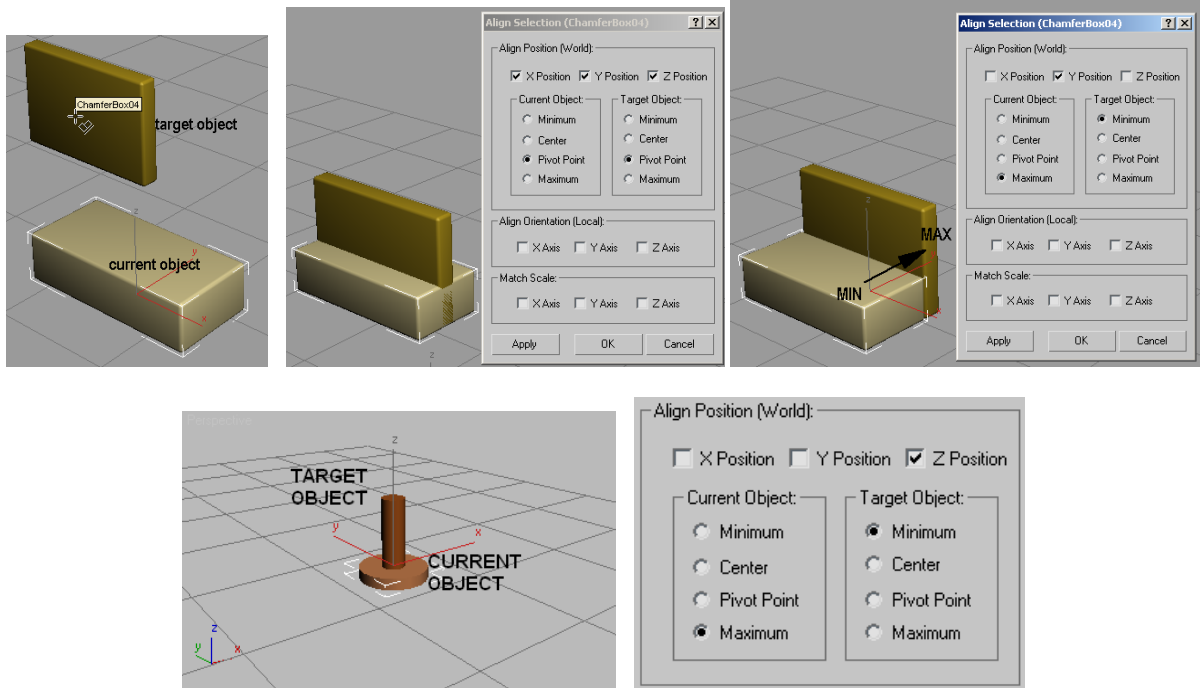 ChamferBox04
target object
z
y
current object
x
Align Selection (ChamferBox04)
Align Position (World):
X Position Y Position Z Position
Current Object: Target Object:
Minimum Minimum
Center Center
Pivot Point Pivot Point
Maximum Maximum
Align Orientation (Local):
X Axis Y Axis Z Axis
Match Scale:
X Axis Y Axis Z Axis
Apply OK Cancel
z
Align Selection (ChamferBox04)
Align Position (World):
X Position Y Position Z Position
Current Object: Target Object:
Minimum Minimum
Center Center
Pivot Point Pivot Point
Maximum Maximum
Align Orientation (Local):
X Axis Y Axis Z Axis
Match Scale:
X Axis Y Axis Z Axis
Apply OK Cancel
z
MAX
MIN
x
Perspective
z
TARGET
OBJECT
y
x
CURRENT
OBJECT
z
y
x
Align Position (World):
X Position Y Position Z Position
Current Object: Target Object:
Minimum Minimum
Center Center
Pivot Point Pivot Point
Maximum Maximum